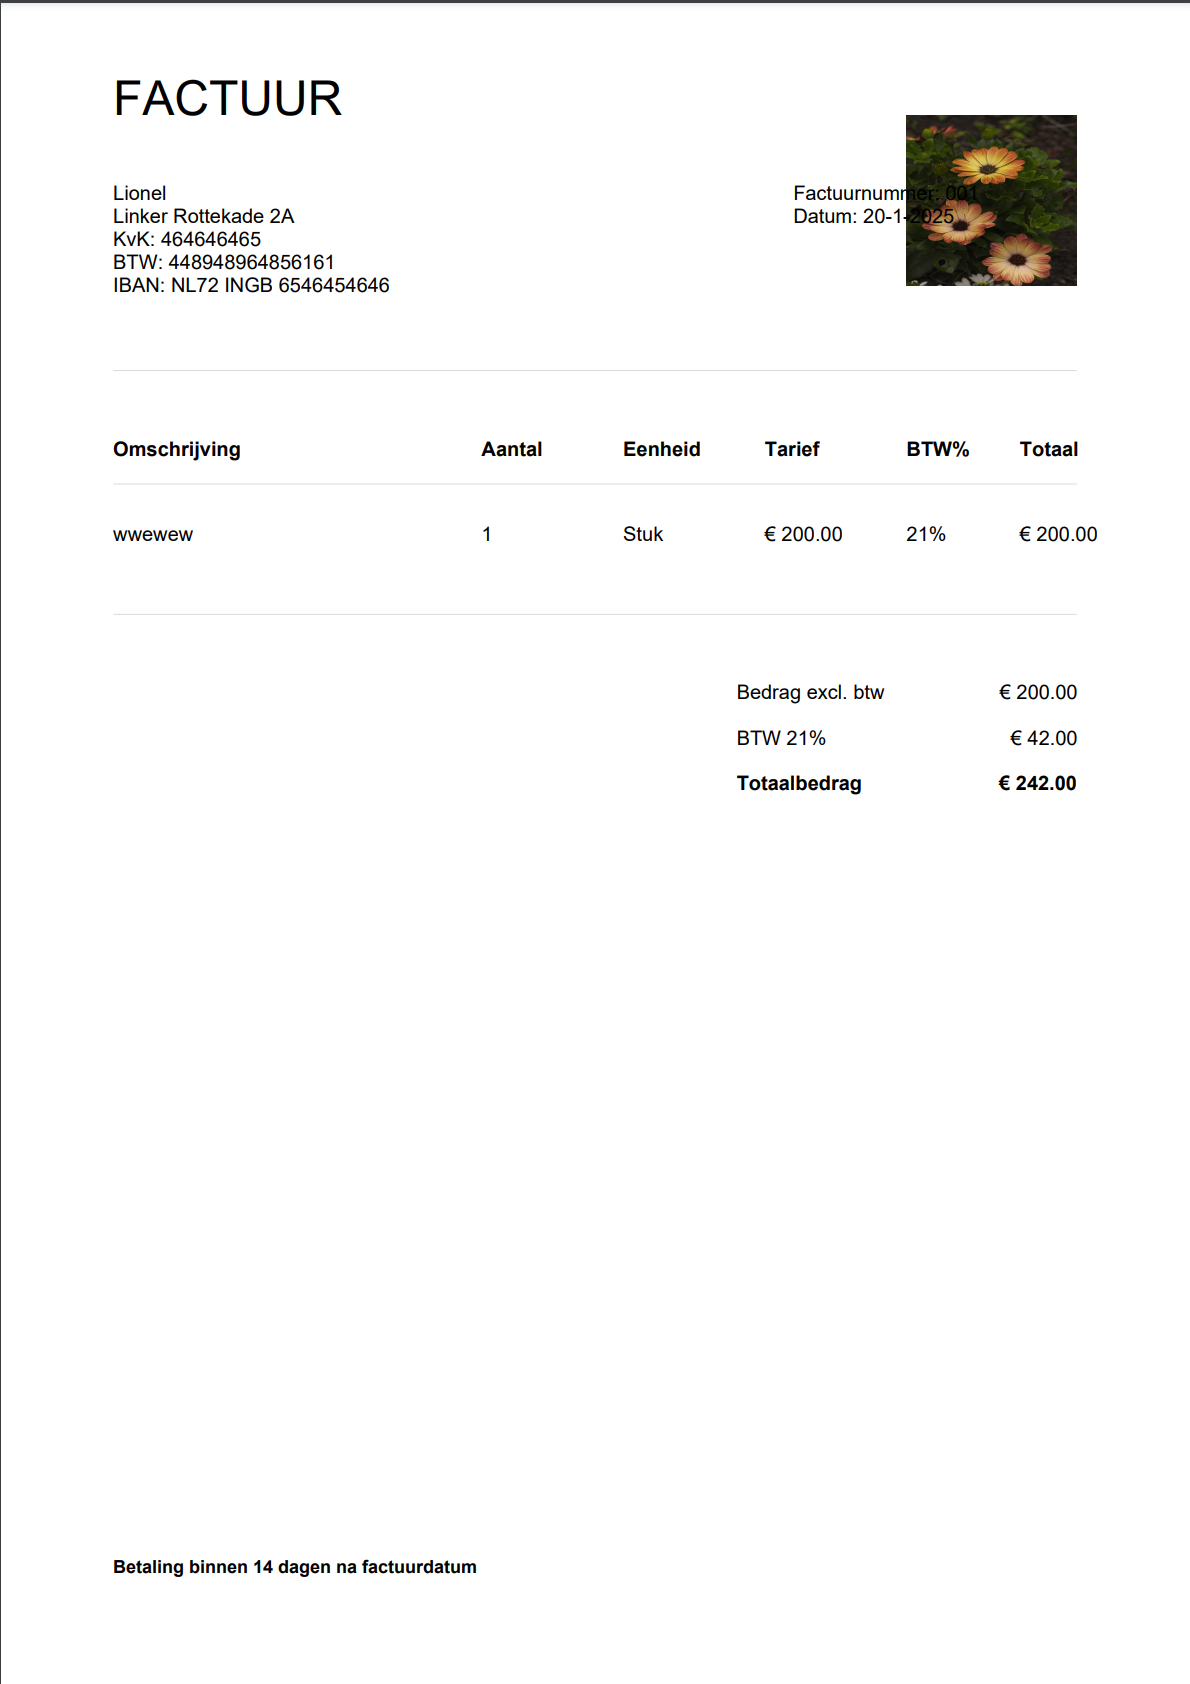 FACTUUR
Lionel
Linker Rottekade 2A
KvK: 464646465
BTW: 448948964856161
IBAN: NL72 INGB 6546454646
Factuurnummer: 001
Datum: 20-1-2025
Omschrijving Aantal Eenheid Tarief BTW% Totaal
wwewew 1 Stuk € 200.00 21% € 200.00
Bedrag excl. btw € 200.00
BTW 21% € 42.00
Totaalbedrag € 242.00
Betaling binnen 14 dagen na factuurdatum